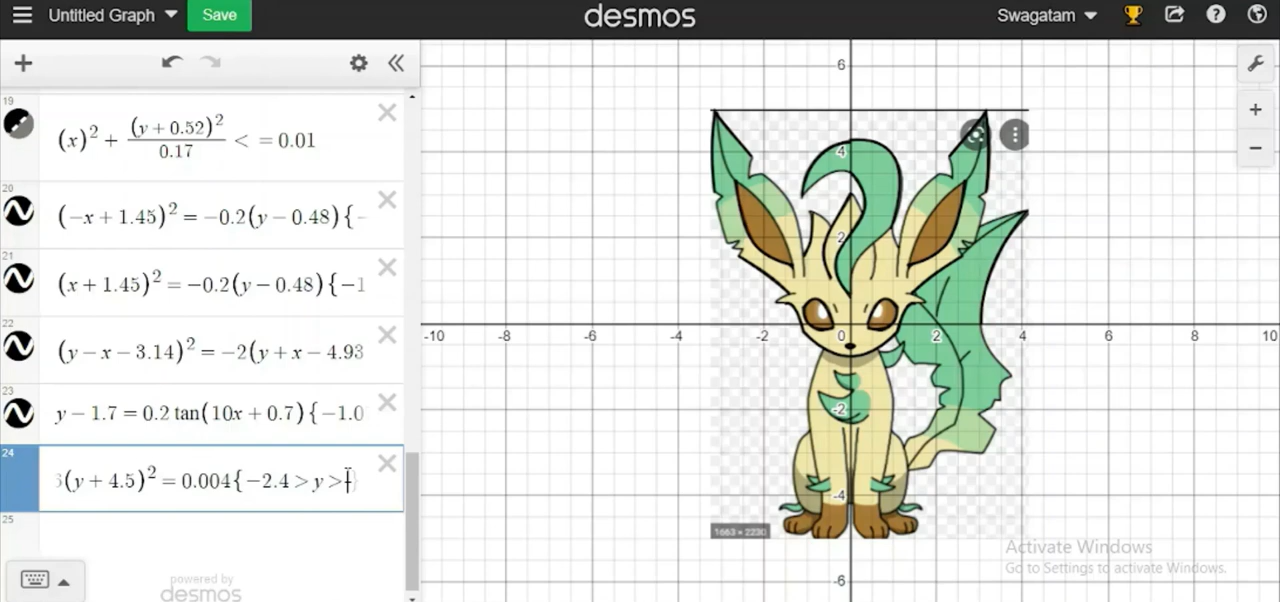 Untitled Graph Save desmos Swagatam
19
(x)² + (y + 0.52)²/0.17 < = 0.01
20
(-x + 1.45)² = -0.2(y - 0.48){-
21
(x + 1.45)² = -0.2(y - 0.48){-1
22
(y - x - 3.14)² = -2(y + x - 4.93
23
y - 1.7 = 0.2 tan(10x + 0.7){-1.0
24
(y + 4.5)² = 0.004{-2.4 > y >
25
powered by
desmos
6
4
2
-10 -8 -6 -4 -2 0 2 4 6 8 10
-2
-4
-6
1663 × 2230
Activate Windows
Go to Settings to activate Windows.